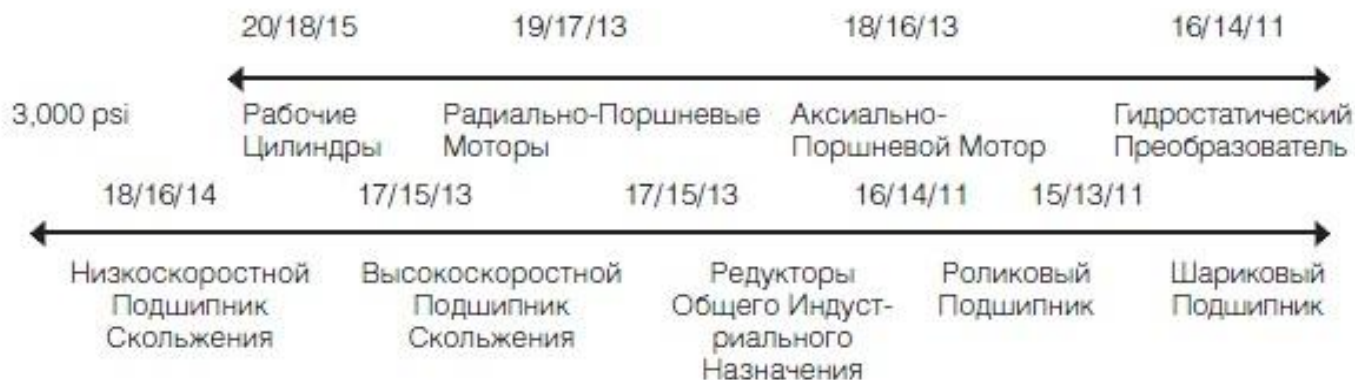 20/18/15 19/17/13 18/16/13 16/14/11
3,000 psi Рабочие Радиально-Поршневые Аксиально- Гидростатический
Цилиндры Моторы Поршневой Мотор Преобразователь
18/16/14 17/15/13 17/15/13 16/14/11 15/13/11
Низкоскоростной Высокоскоростной Редукторы Роликовый Шариковый
Подшипник Подшипник Общего Индуст- Подшипник Подшипник
Скольжения Скольжения риального
Назначения